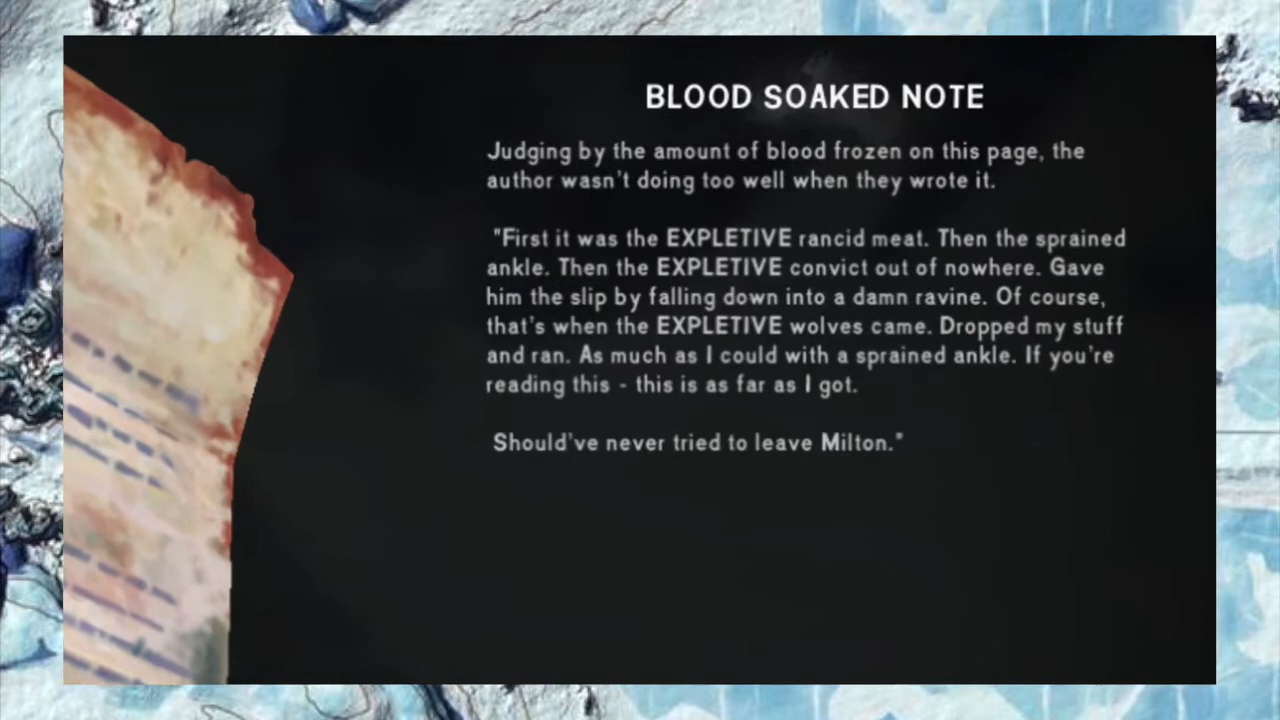 BLOOD SOAKED NOTE
Judging by the amount of blood frozen on this page, the
author wasn't doing too well when they wrote it.
"First it was the EXPLETIVE rancid meat. Then the sprained
ankle. Then the EXPLETIVE convict out of nowhere. Gave
him the slip by falling down into a damn ravine. Of course,
that's when the EXPLETIVE wolves came. Dropped my stuff
and ran. As much as I could with a sprained ankle. If you're
reading this - this is as far as I got.
Should've never tried to leave Milton."